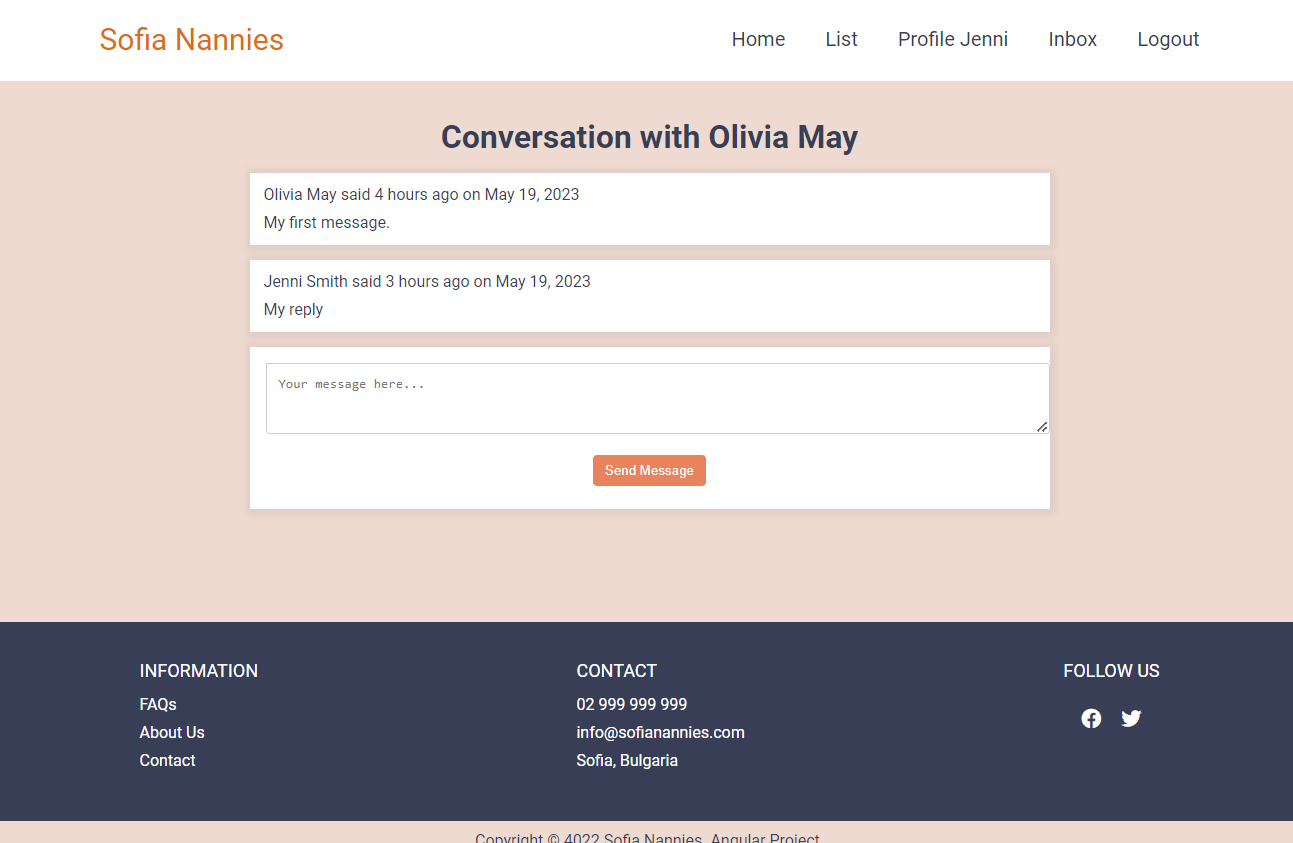 Sofia Nannies
Home List Profile Jenni Inbox Logout
Conversation with Olivia May
Olivia May said 4 hours ago on May 19, 2023
My first message.
Jenni Smith said 3 hours ago on May 19, 2023
My reply
Your message here...
Send Message
INFORMATION
FAQs
About Us
Contact
CONTACT
02 999 999 999
info@sofianannies.com
Sofia, Bulgaria
FOLLOW US
Copyright © 4022 Sofia Nannies. Angular Project